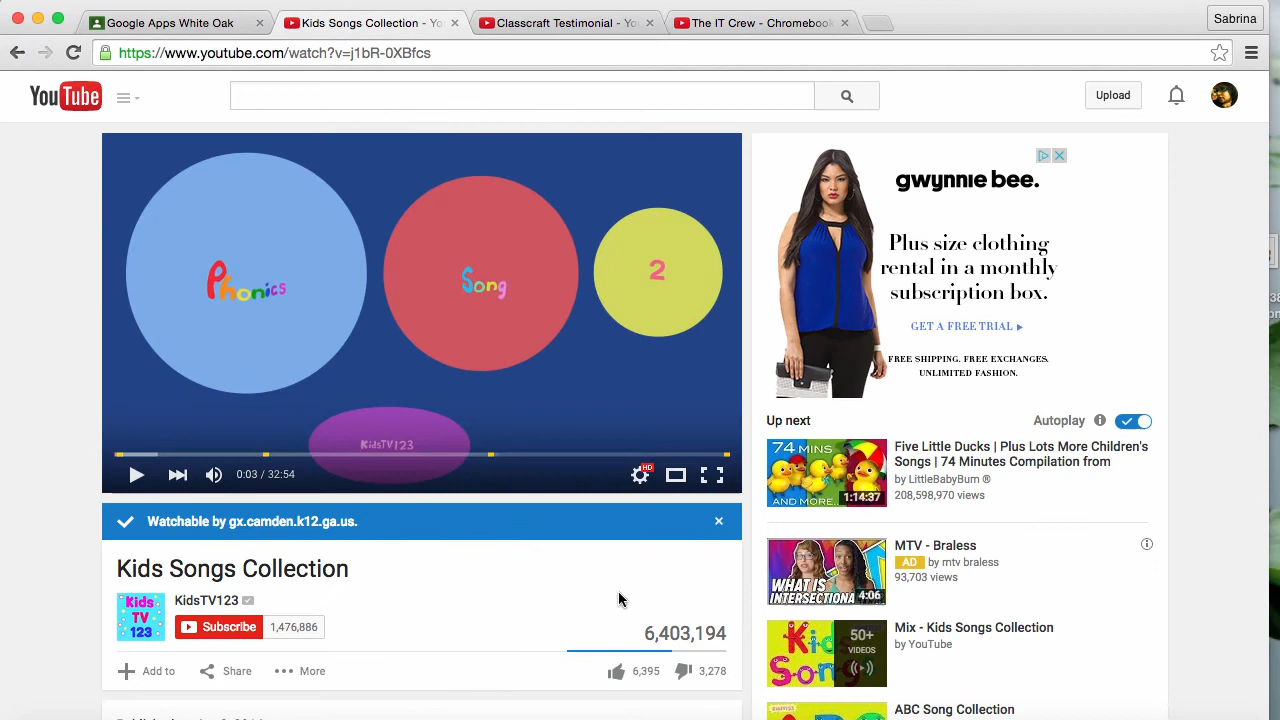 Google Apps White Oak
Kids Songs Collection - Yo
Classcraft Testimonial - You
The IT Crew - Chromebook
Sabrina
https://www.youtube.com/watch?v=j1bR-0XBfcs
YouTube
Upload
Phonics
Song
2
KidsTV123
0:03 / 32:54
HD
Watchable by gx.camden.k12.ga.us.
Kids Songs Collection
Kids
TV
123
KidsTV123
Subscribe
1,476,886
6,403,194
Add to
Share
More
6,395
3,278
gwynnie bee.
Plus size clothing
rental in a monthly
subscription box.
GET A FREE TRIAL
FREE SHIPPING. FREE EXCHANGES.
UNLIMITED FASHION.
Up next
Autoplay
74 MINS
AND MORE...
1:14:37
Five Little Ducks | Plus Lots More Children's
Songs | 74 Minutes Compilation from
by LittleBabyBum ®
208,598,970 views
WHAT IS
INTERSECTIONA
4:06
MTV - Braless
AD by mtv braless
93,703 views
50+
VIDEOS
Mix - Kids Songs Collection
by YouTube
ABC Song Collection